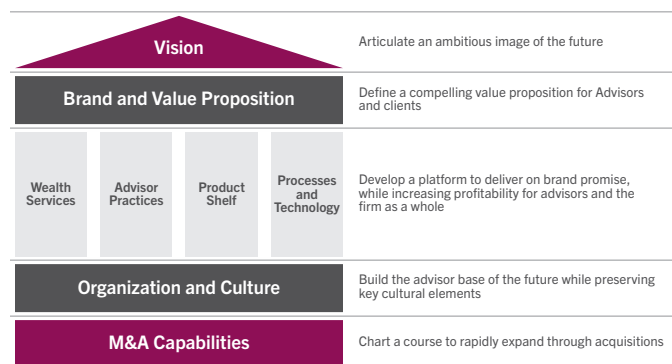 Vision
Articulate an ambitious image of the future
Brand and Value Proposition
Define a compelling value proposition for Advisors
and clients
Wealth
Services
Advisor
Practices
Product
Shelf
Processes
and
Technology
Develop a platform to deliver on brand promise,
while increasing profitability for advisors and the
firm as a whole
Organization and Culture
Build the advisor base of the future while preserving
key cultural elements
M&A Capabilities
Chart a course to rapidly expand through acquisitions